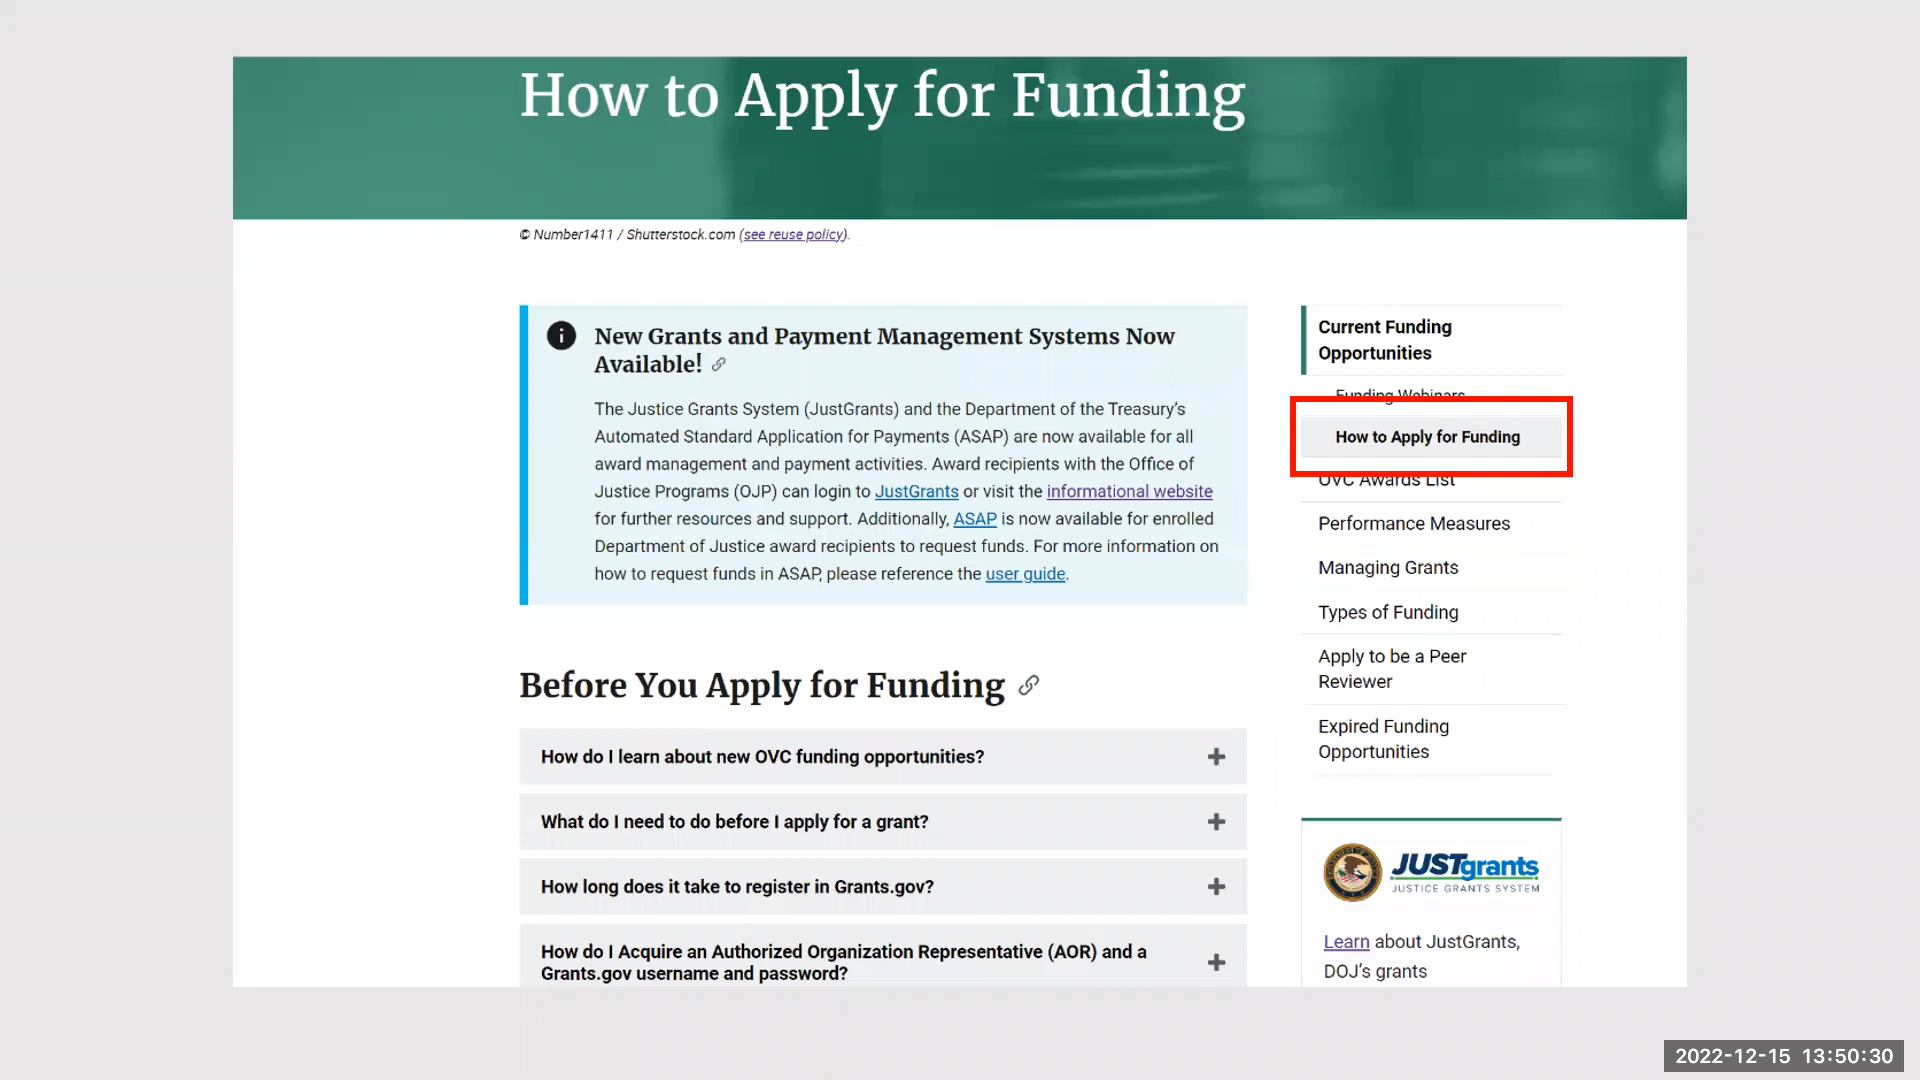 How to Apply for Funding
© Number1411 / Shutterstock.com (see reuse policy).
New Grants and Payment Management Systems Now
Available!
The Justice Grants System (JustGrants) and the Department of the Treasury’s
Automated Standard Application for Payments (ASAP) are now available for all
award management and payment activities. Award recipients with the Office of
Justice Programs (OJP) can login to JustGrants or visit the informational website
for further resources and support. Additionally, ASAP is now available for enrolled
Department of Justice award recipients to request funds. For more information on
how to request funds in ASAP, please reference the user guide.
Before You Apply for Funding
How do I learn about new OVC funding opportunities?
What do I need to do before I apply for a grant?
How long does it take to register in Grants.gov?
How do I Acquire an Authorized Organization Representative (AOR) and a
Grants.gov username and password?
Current Funding
Opportunities
Funding Webinars
How to Apply for Funding
OVC Awards List
Performance Measures
Managing Grants
Types of Funding
Apply to be a Peer
Reviewer
Expired Funding
Opportunities
JUSTgrants
JUSTICE GRANTS SYSTEM
Learn about JustGrants,
DOJ’s grants
2022-12-15 13:50:30